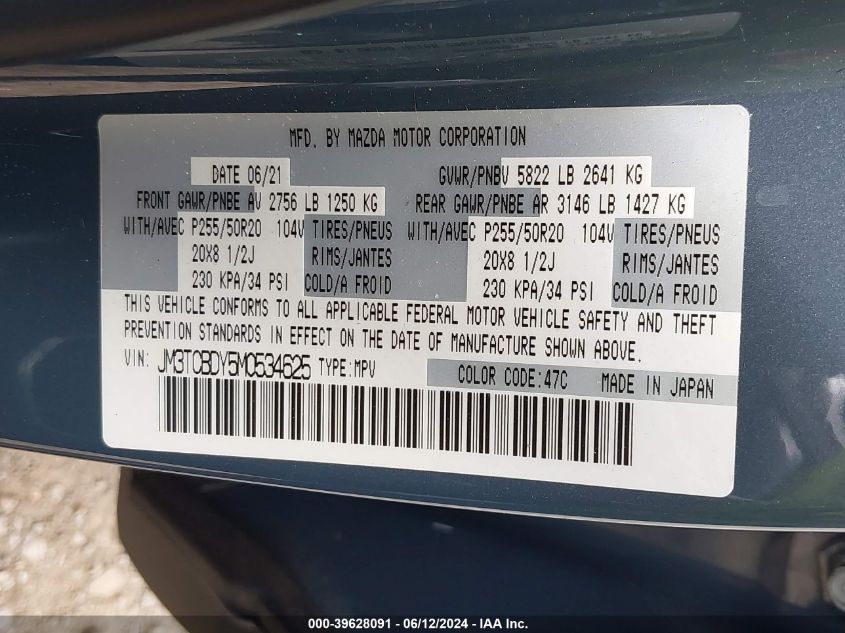 MFD. BY MAZDA MOTOR CORPORATION
DATE 06/21 GVWR/PNBV 5822 LB 2641 KG
FRONT GAWR/PNBE AV 2756 LB 1250 KG REAR GAWR/PNBE AR 3146 LB 1427 KG
WITH/AVEC P255/50R20 104V TIRES/PNEUS WITH/AVEC P255/50R20 104V TIRES/PNEUS
20X8 1/2J RIMS/JANTES 20X8 1/2J RIMS/JANTES
230 KPA/34 PSI COLD/A FROID 230 KPA/34 PSI COLD/A FROID
THIS VEHICLE CONFORMS TO ALL APPLICABLE FEDERAL MOTOR VEHICLE SAFETY AND THEFT
PREVENTION STANDARDS IN EFFECT ON THE DATE OF MANUFACTURE SHOWN ABOVE.
VIN: JM3TCBDY5M0534625 TYPE:MPV COLOR CODE:47C MADE IN JAPAN
000-39628091 - 06/12/2024 - IAA Inc.